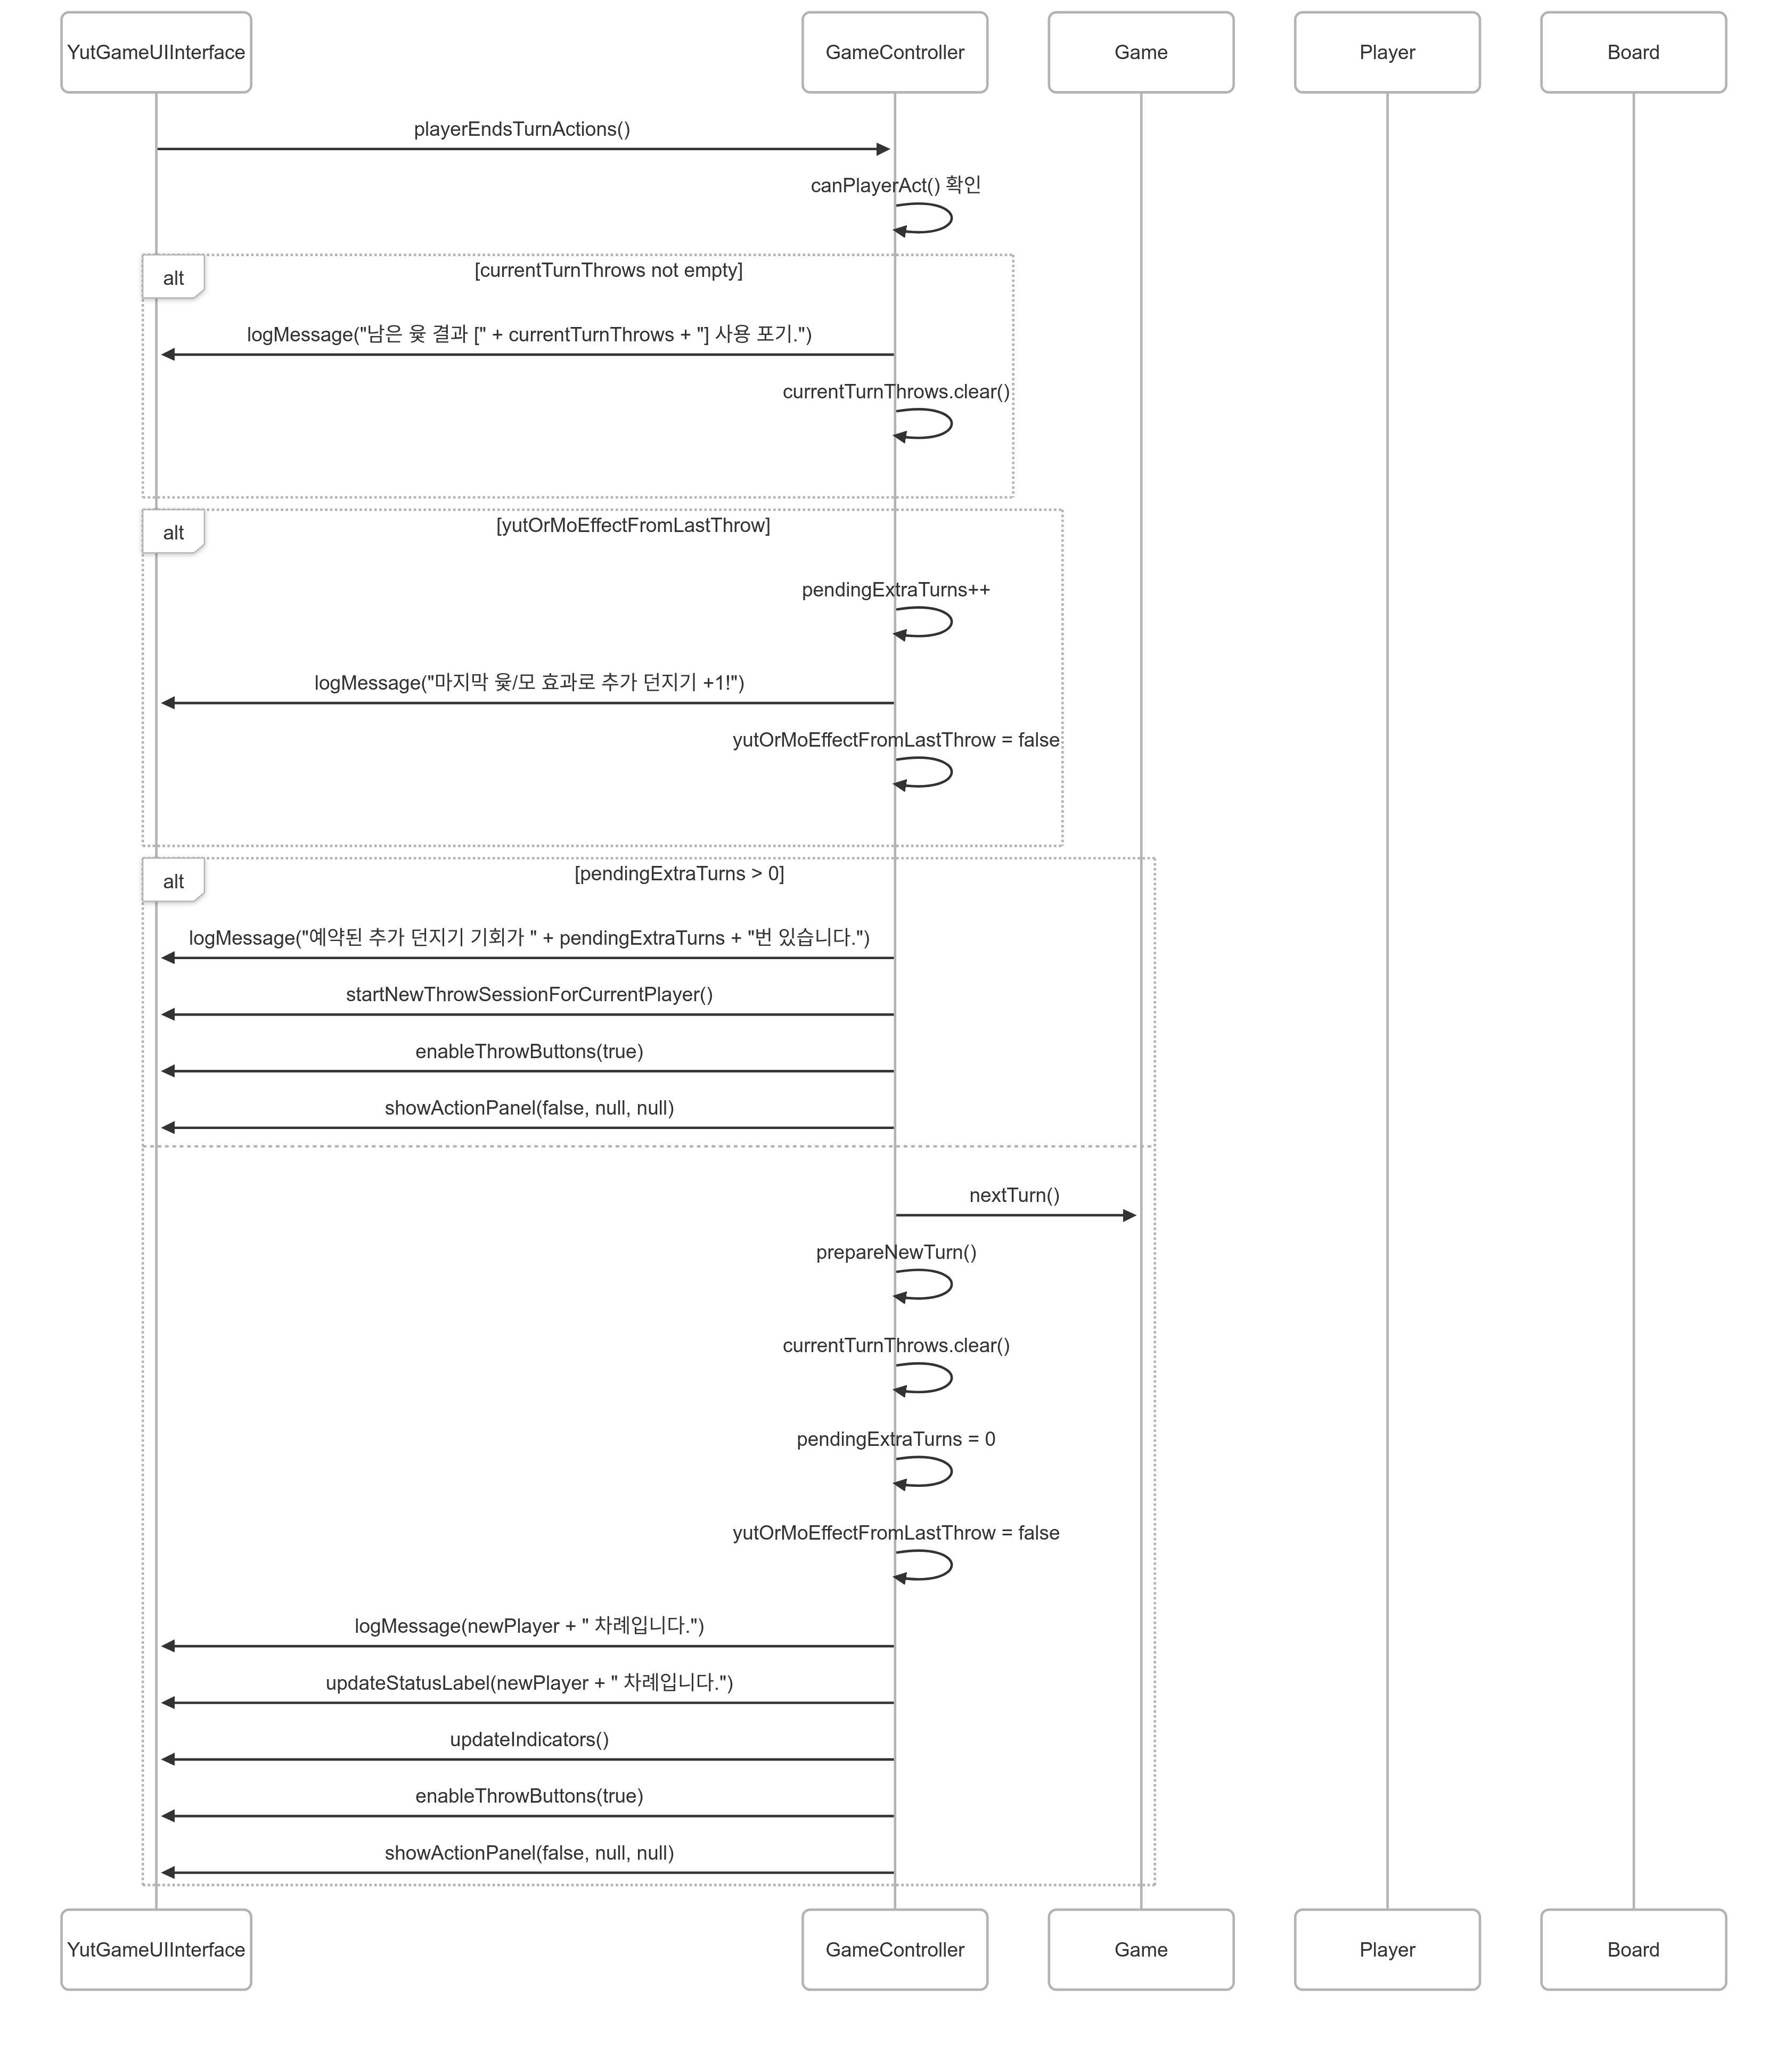 YutGameUIInterface
GameController
Game
Player
Board
playerEndsTurnActions()
canPlayerAct() 확인
alt
[currentTurnThrows not empty]
logMessage("남은 윷 결과 [" + currentTurnThrows + "] 사용 포기.")
currentTurnThrows.clear()
alt
[yutOrMoEffectFromLastThrow]
pendingExtraTurns++
logMessage("마지막 윷/모 효과로 추가 던지기 +1!")
yutOrMoEffectFromLastThrow = false
alt
[pendingExtraTurns > 0]
logMessage("예약된 추가 던지기 기회가 " + pendingExtraTurns + "번 있습니다.")
startNewThrowSessionForCurrentPlayer()
enableThrowButtons(true)
showActionPanel(false, null, null)
nextTurn()
prepareNewTurn()
currentTurnThrows.clear()
pendingExtraTurns = 0
yutOrMoEffectFromLastThrow = false
logMessage(newPlayer + " 차례입니다.")
updateStatusLabel(newPlayer + " 차례입니다.")
updateIndicators()
enableThrowButtons(true)
showActionPanel(false, null, null)
YutGameUIInterface
GameController
Game
Player
Board